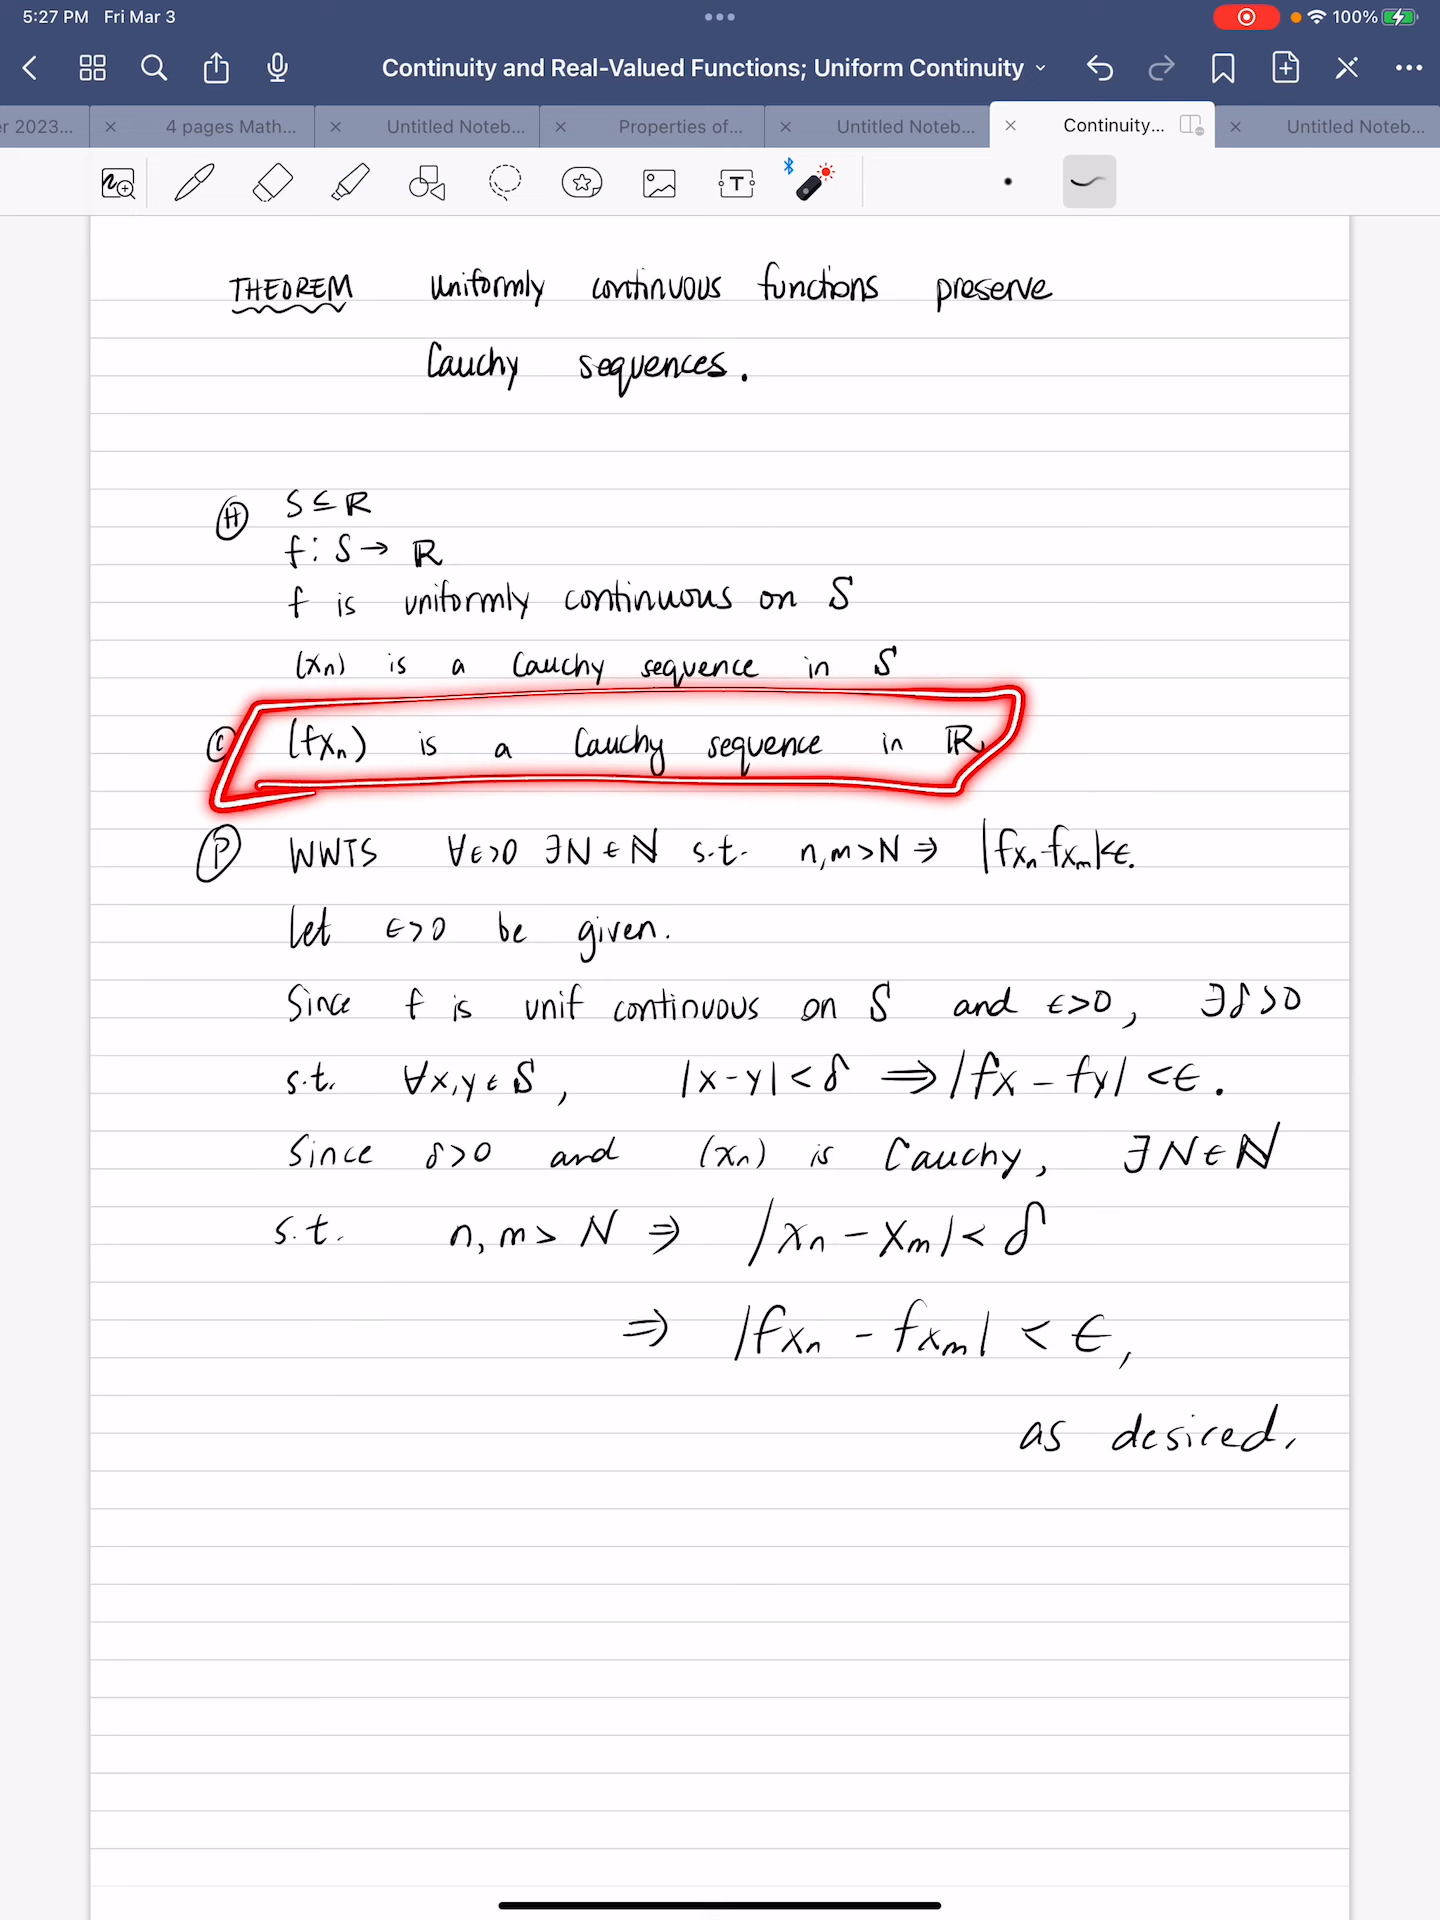 5:27 PM Fri Mar 3
100%
Continuity and Real-Valued Functions; Uniform Continuity
er 2023...
4 pages Math...
Untitled Noteb...
Properties of...
Untitled Noteb...
Continuity...
Untitled Noteb...
THEOREM uniformly continuous functions preserve
Cauchy sequences.
Ⓗ S ⊆ ℝ
f: S → ℝ
f is uniformly continuous on S
(xₙ) is a Cauchy sequence in S
Ⓒ (fxₙ) is a Cauchy sequence in ℝ
Ⓟ WWTS ∀ϵ>0 ∃N∈ℕ s.t. n,m>N ⇒ |fxₙ-fxₘ|<ϵ.
Let ϵ>0 be given.
Since f is unif continuous on S and ϵ>0, ∃δ>0
s.t. ∀x,y∈S, |x-y|<δ ⇒ |fx - fy| <ϵ.
Since δ>0 and (xₙ) is Cauchy, ∃N∈ℕ
s.t. n,m> N ⇒ |xₙ - xₘ| < δ
⇒ |fxₙ - fxₘ| < ϵ,
as desired.